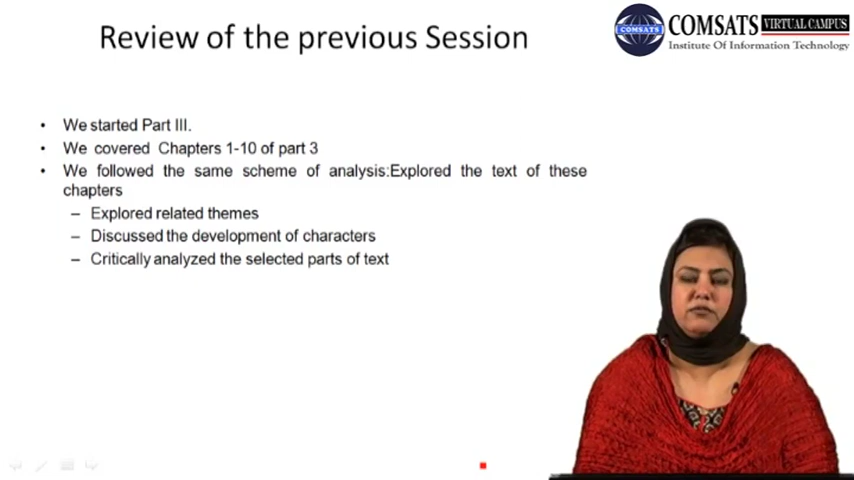 Review of the previous Session
COMSATS
COMSATS VIRTUAL CAMPUS
Institute Of Information Technology
• We started Part III.
• We covered Chapters 1-10 of part 3
• We followed the same scheme of analysis:Explored the text of these
chapters
– Explored related themes
– Discussed the development of characters
– Critically analyzed the selected parts of text